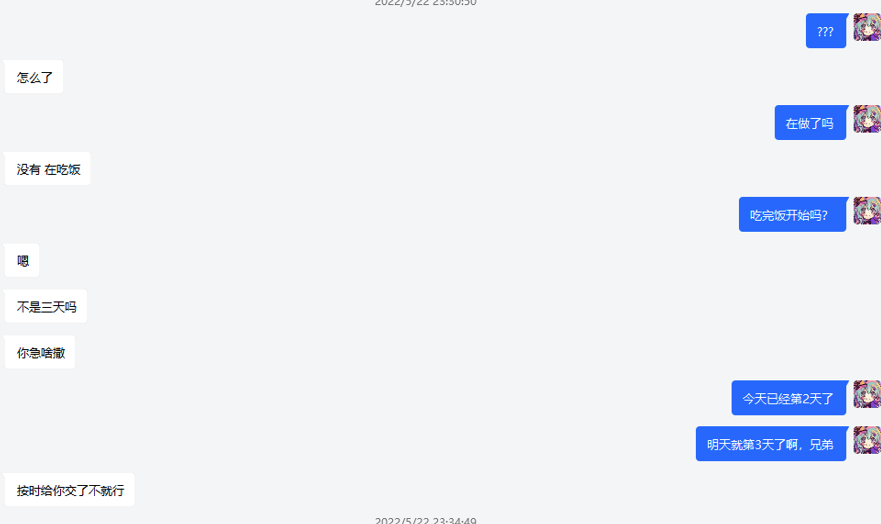 2022/5/22 23:30:50
???
怎么了
在做了吗
没有 在吃饭
吃完饭开始吗?
嗯
不是三天吗
你急啥撒
今天已经第2天了
明天就第3天了啊，兄弟
按时给你交了不就行
2022/5/22 23:34:49